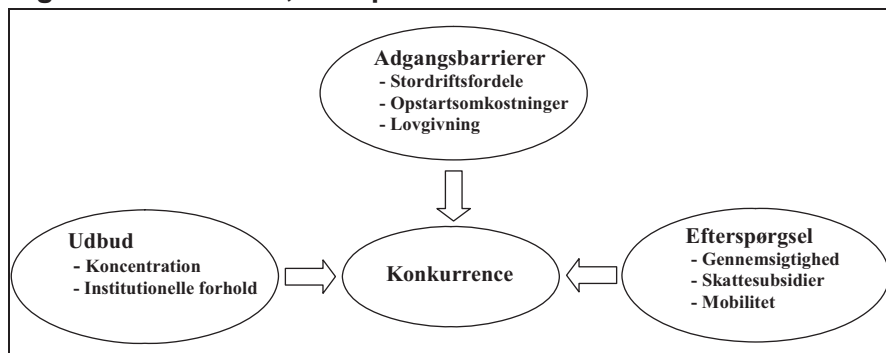 Adgangsbarrierer
- Stordriftsfordele
- Opstartsomkostninger
- Lovgivning
Udbud
- Koncentration
- Institutionelle forhold
Konkurrence
Efterspørgsel
- Gennemsigtighed
- Skattesubsidier
- Mobilitet